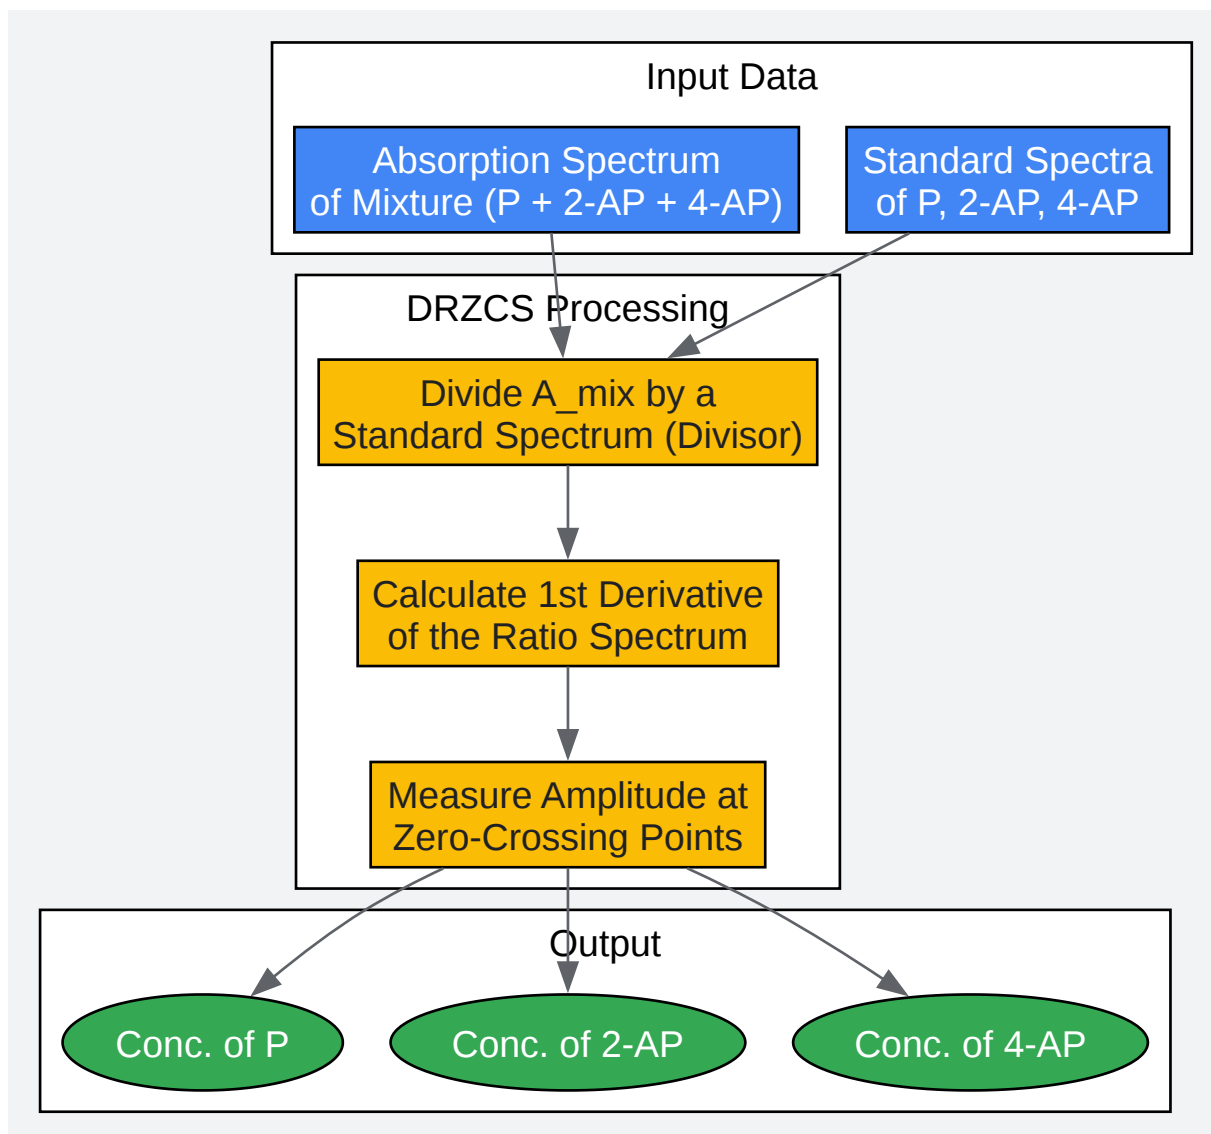 Input Data
Absorption Spectrum
of Mixture (P + 2-AP + 4-AP)
Standard Spectra
of P, 2-AP, 4-AP
DRZCS Processing
Divide A_mix by a
Standard Spectrum (Divisor)
Calculate 1st Derivative
of the Ratio Spectrum
Measure Amplitude at
Zero-Crossing Points
Output
Conc. of P
Conc. of 2-AP
Conc. of 4-AP